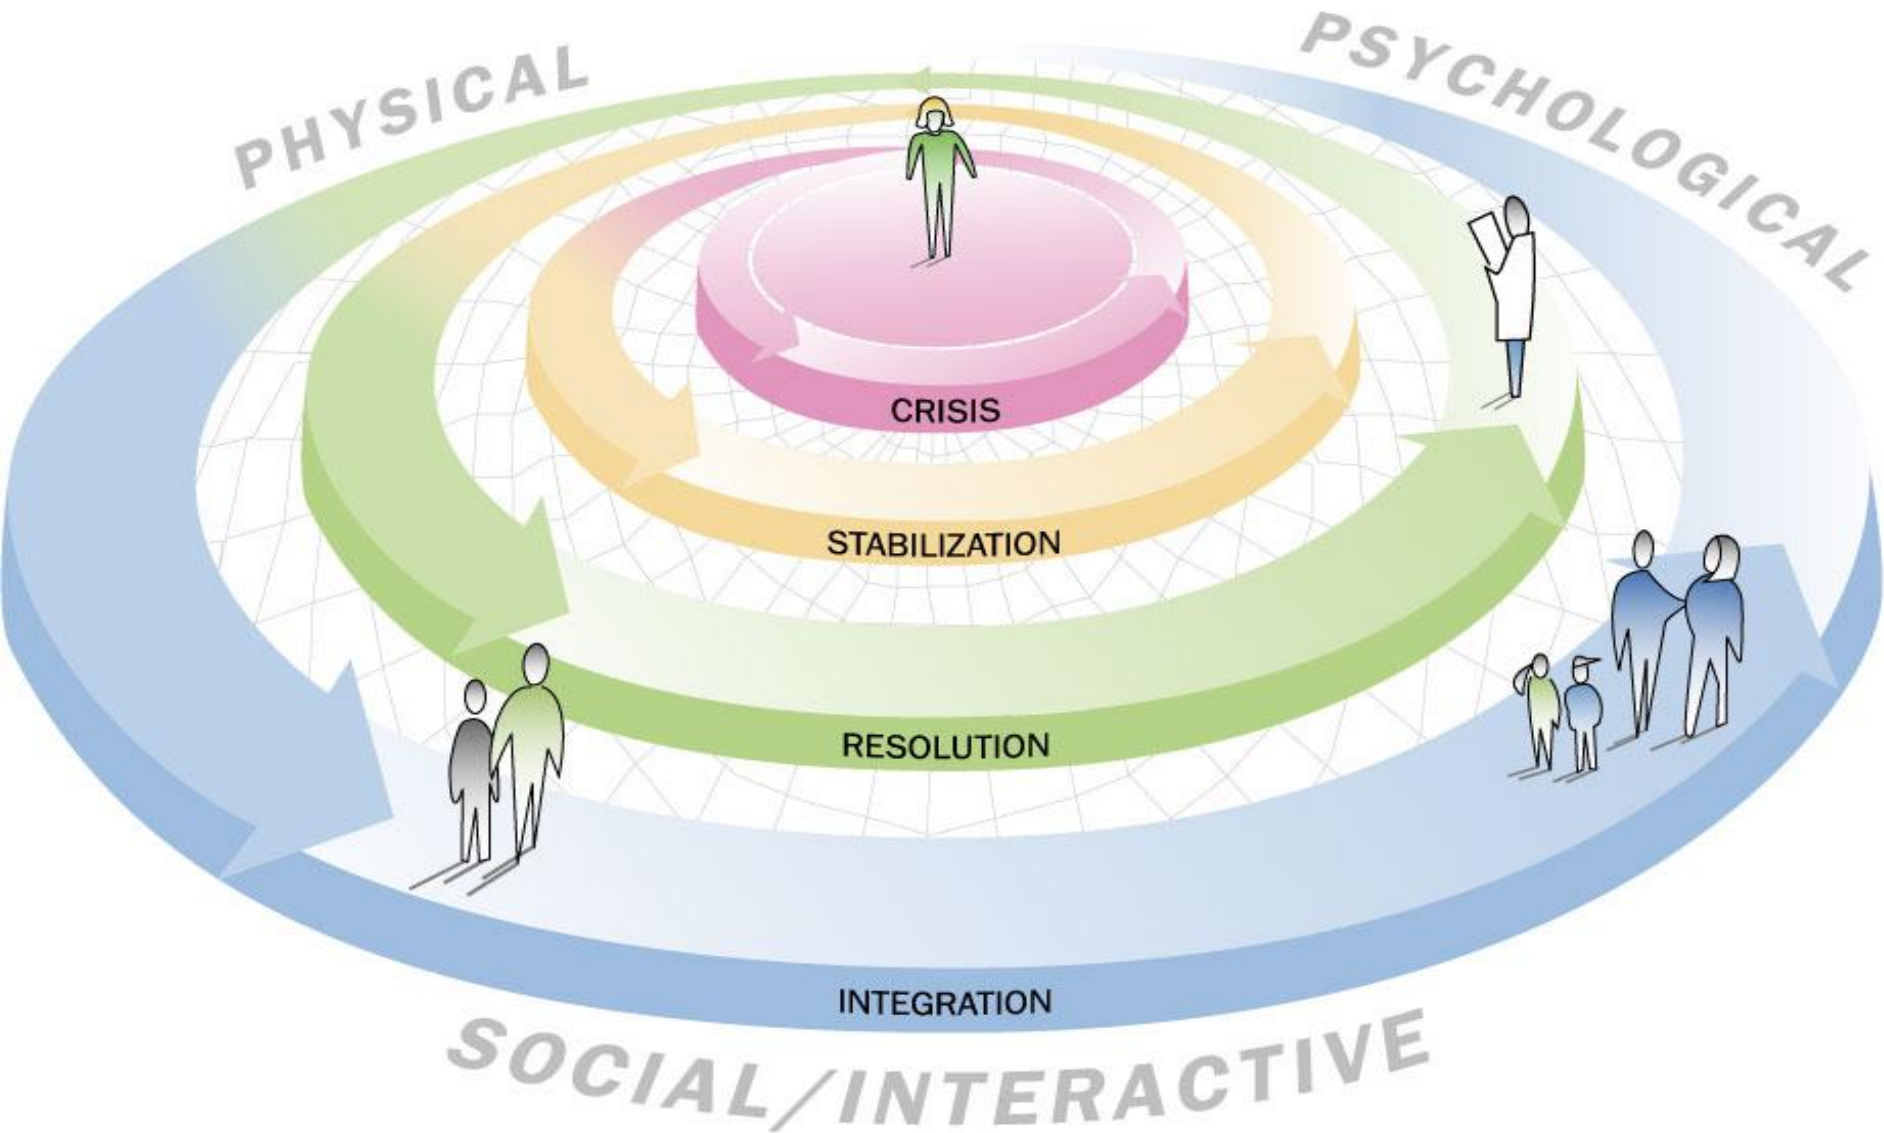 PHYSICAL
PSYCHOLOGICAL
CRISIS
STABILIZATION
RESOLUTION
INTEGRATION
SOCIAL/INTERACTIVE